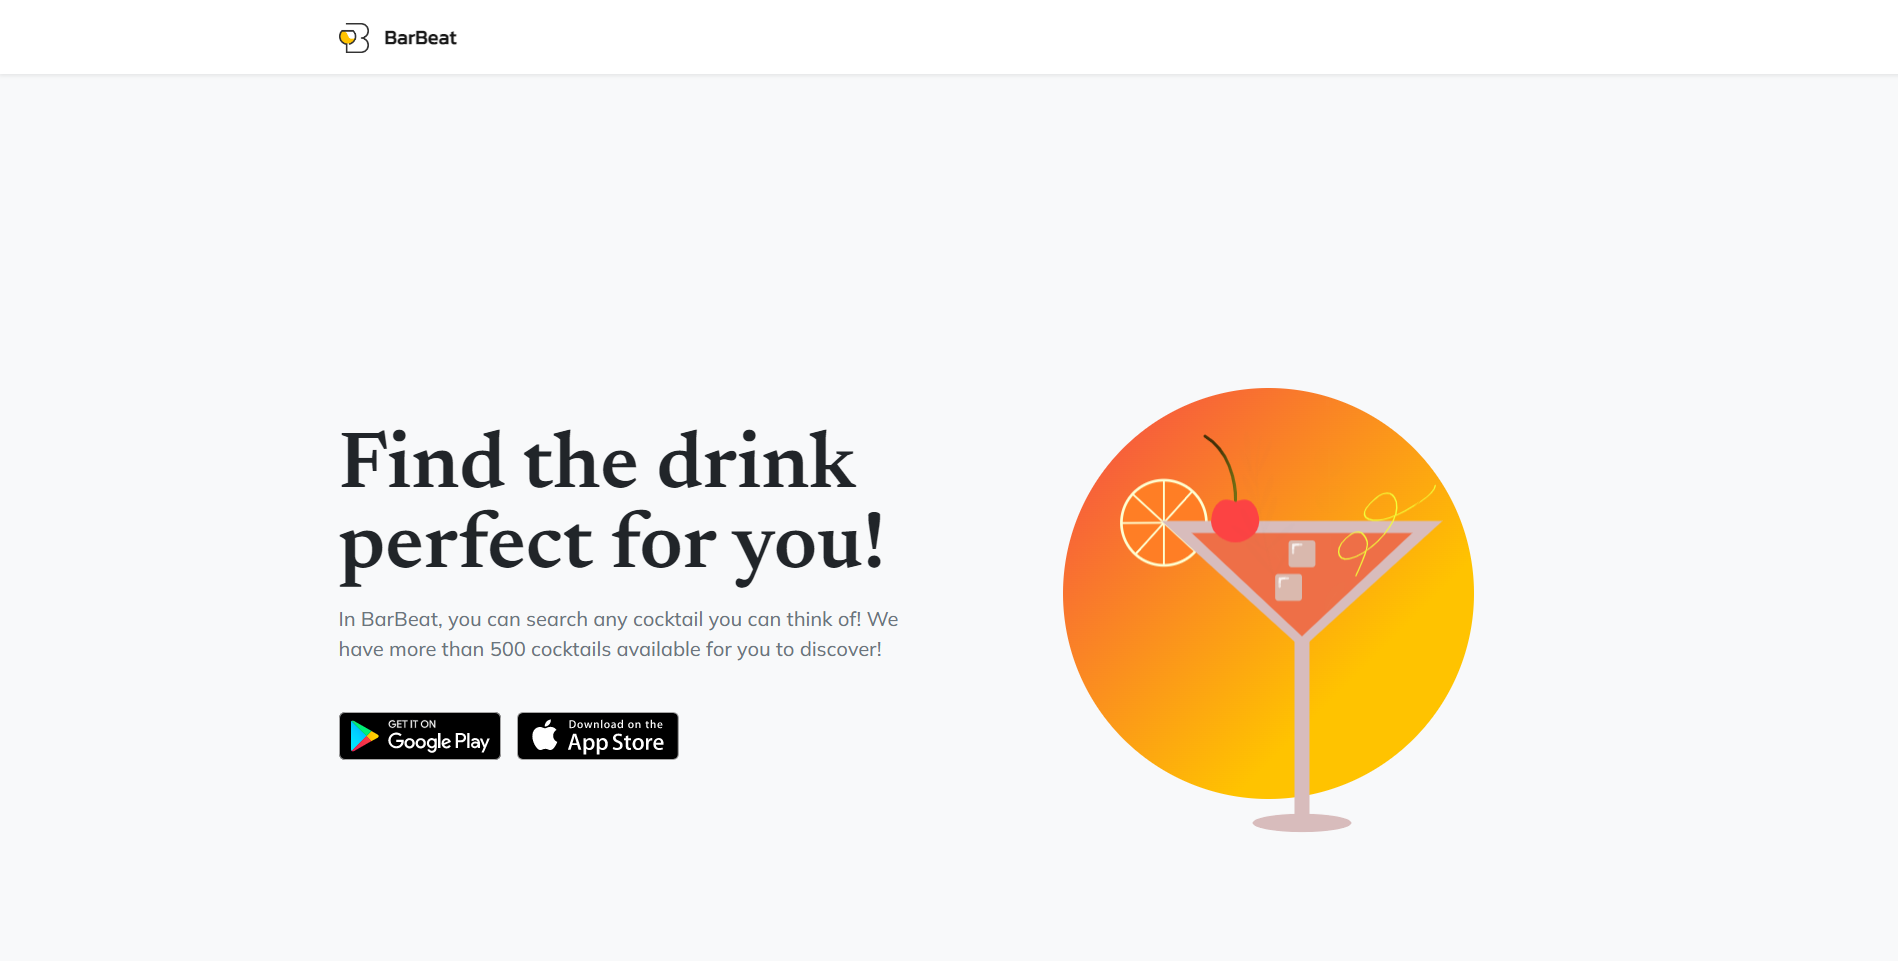 BarBeat
Find the drink
perfect for you!
In BarBeat, you can search any cocktail you can think of! We
have more than 500 cocktails available for you to discover!
GET IT ON
Google Play
Download on the
App Store